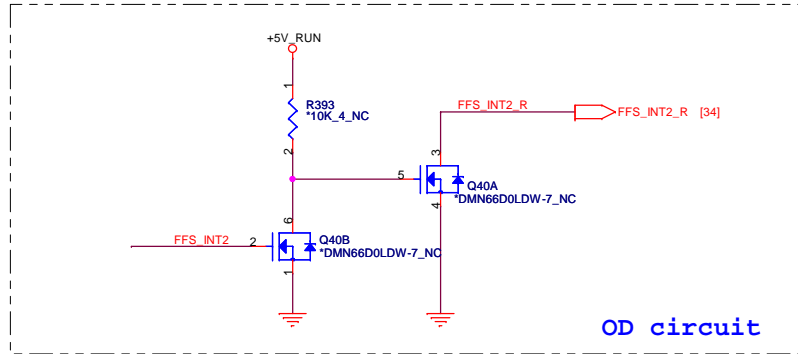 +5V_RUN
1
R393
*10K_4_NC
2
FFS_INT2_R
FFS_INT2_R [34]
3
5
Q40A
*DMN66D0LDW-7_NC
4
6
FFS_INT2
2
Q40B
*DMN66D0LDW-7_NC
1
OD circuit